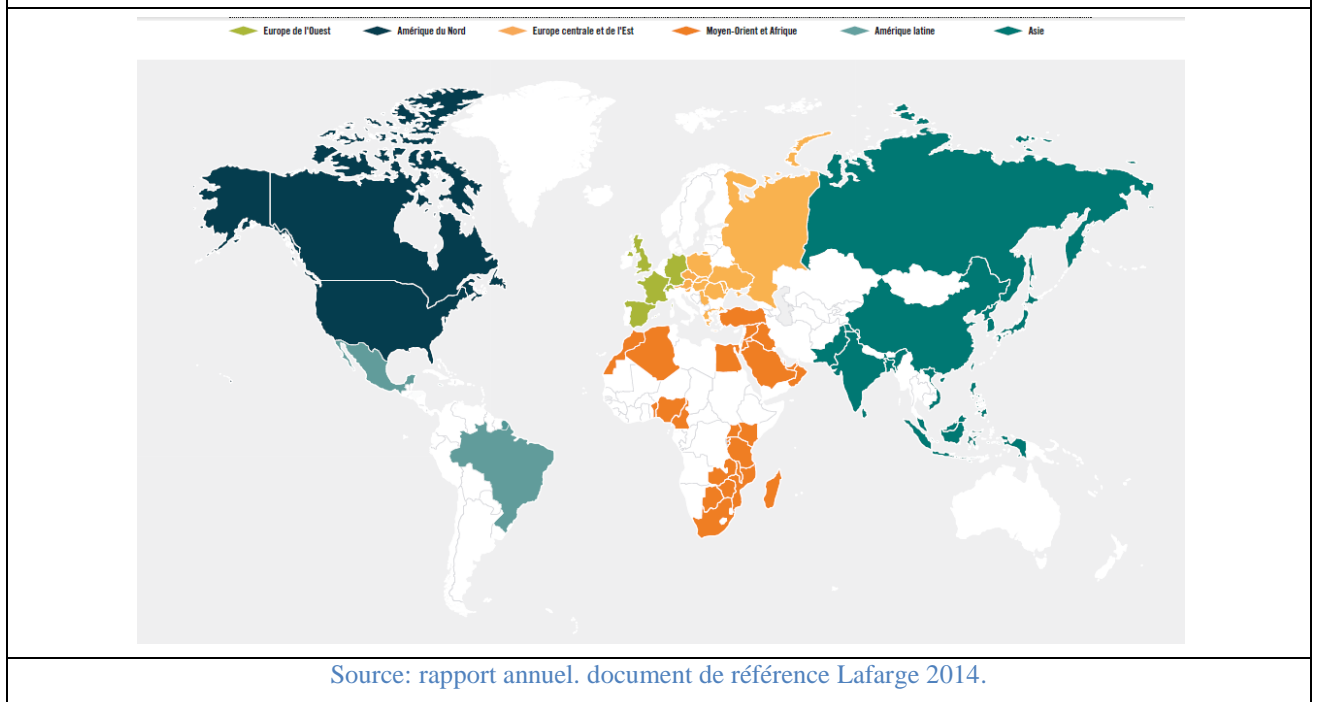 Europe de l'Ouest Amérique du Nord Europe centrale et de l'Est Moyen-Orient et Afrique Amérique latine Asie
Source: rapport annuel. document de référence Lafarge 2014.